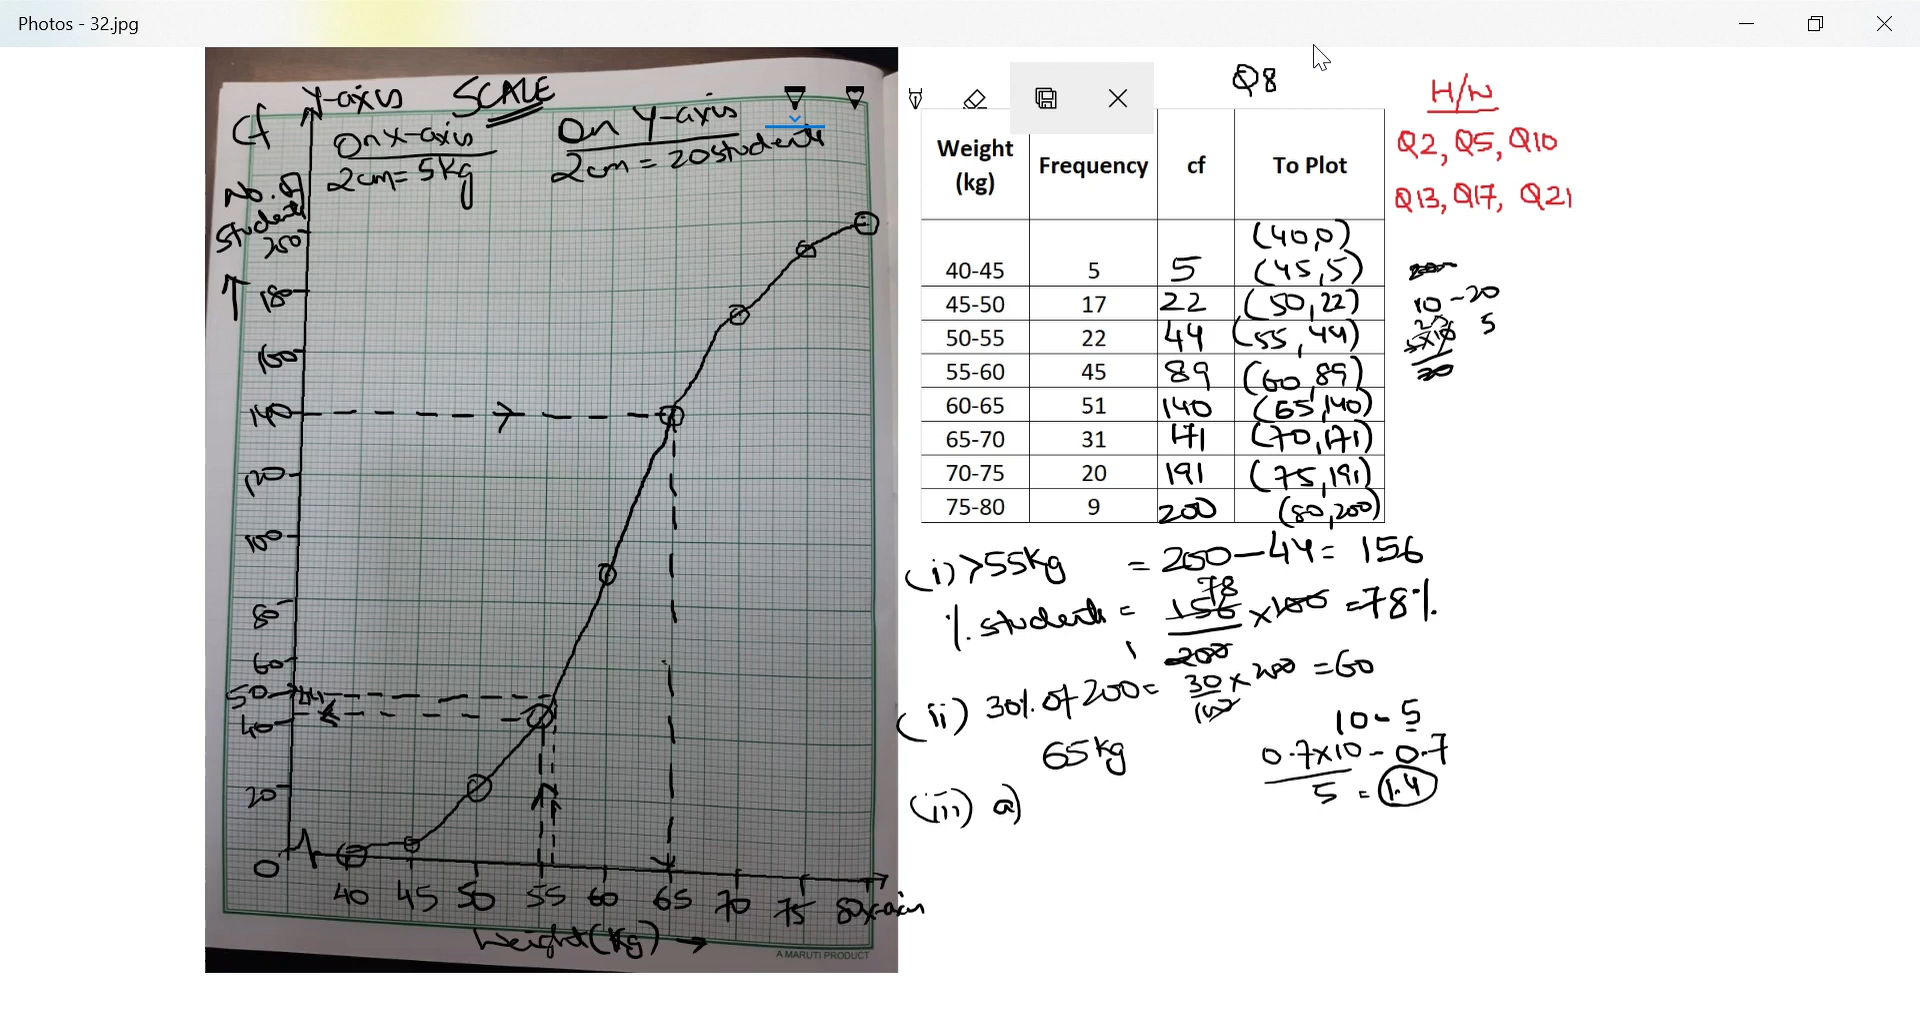 Photos - 32.jpg
Cf
Y-axis
SCALE
On x-axis
2cm = 5kg
On Y-axis
2cm = 20 students
No. of
students
200
180
160
140
120
100
80
60
50
44
40
20
0
40 45 50 55 60 65 70 75 80 x-axis
Weight (Kg) →
A MARUTI PRODUCT
Q8
Weight (kg) Frequency cf To Plot
(40,0)
40-45 5 5 (45,5)
45-50 17 22 (50,22)
50-55 22 44 (55,44)
55-60 45 89 (60,89)
60-65 51 140 (65,140)
65-70 31 171 (70,171)
70-75 20 191 (75,191)
75-80 9 200 (80,200)
H/W
Q2, Q5, Q10
Q13, Q17, Q21
10 - 20
5
(i) >55kg = 200 - 44 = 156
78
% students = 156 x 100 = 78%
200
1
(ii) 30% of 200 = 30 x 200 = 60
100
65kg
10 - 5
0.7x10 - 0.7
5 = 1.4
(iii) a)